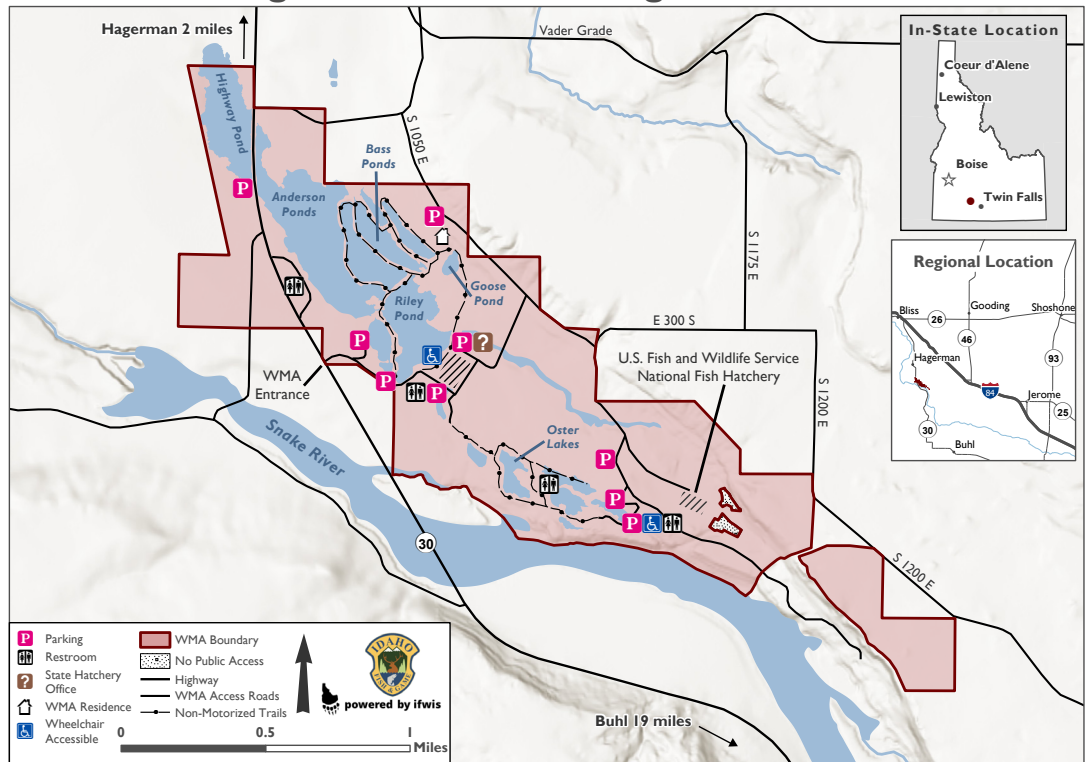 Hagerman 2 miles
Vader Grade
Highway Pond
S 1050 E
Bass
Ponds
P
Anderson
Ponds
P
S 1175 E
Goose
Pond
Riley
Pond
P
P
?
E 300 S
U.S. Fish and Wildlife Service
National Fish Hatchery
WMA
Entrance
P
P
S 1200 E
Snake River
Oster
Lakes
P
P
P
30
S 1200 E
Buhl 19 miles
In-State Location
Coeur d'Alene
Lewiston
Boise
Twin Falls
Regional Location
Bliss
Gooding
Shoshone
26
46
93
Hagerman
84
Jerome
25
30
Buhl
P Parking
Restroom
? State Hatchery
Office
WMA Residence
Wheelchair
Accessible
WMA Boundary
No Public Access
Highway
WMA Access Roads
Non-Motorized Trails
IDAHO
FISH & GAME
powered by ifwis
0 0.5 1
Miles